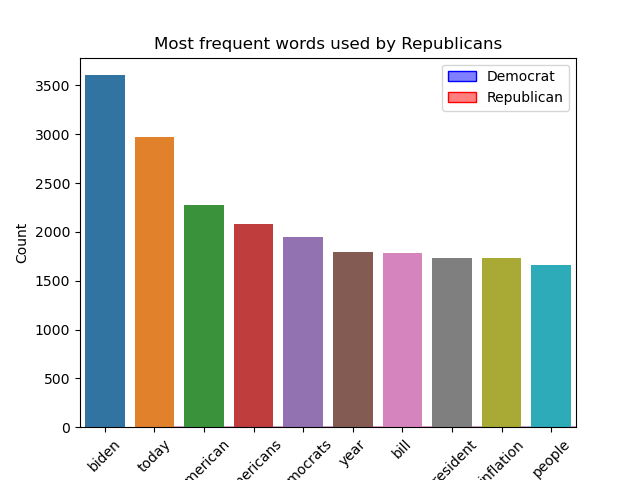 Most frequent words used by Republicans
Democrat
Republican
Count
3500
3000
2500
2000
1500
1000
500
0
biden
today
merican
ericans
mocrats
year
bill
resident
inflation
people